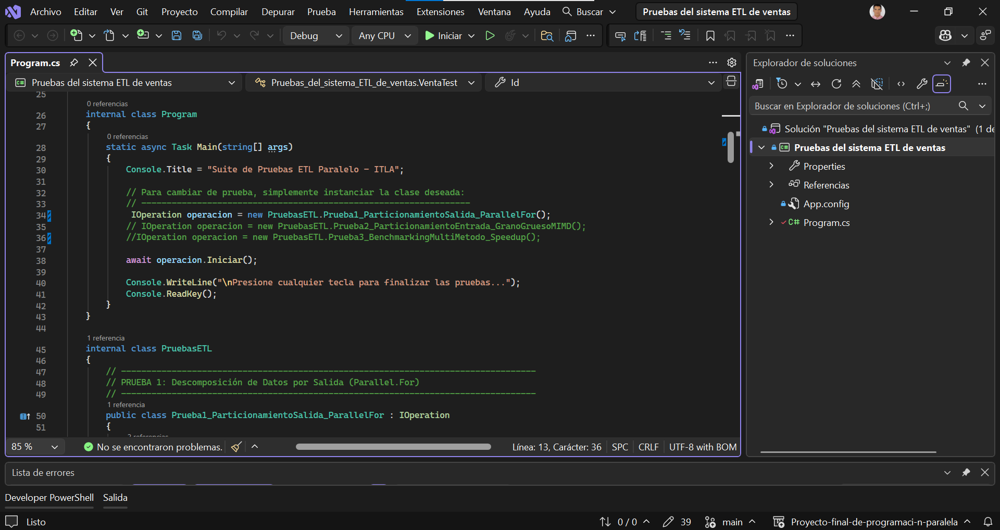 Archivo Editar Ver Git Proyecto Compilar Depurar Prueba Herramientas Extensiones Ventana Ayuda Buscar Pruebas del sistema ETL de ventas
Debug Any CPU Iniciar
Program.cs
Pruebas del sistema ETL de ventas Pruebas_del_sistema_ETL_de_ventas.VentaTest Id
25
0 referencias
26 internal class Program
27 {
0 referencias
28 static async Task Main(string[] args)
29 {
30 Console.Title = "Suite de Pruebas ETL Paralelo - ITLA";
31
32 // Para cambiar de prueba, simplemente instanciar la clase deseada:
33 // -----------------------------------------------------------------
34 IOperation operacion = new PruebasETL.Prueba1_ParticionamientoSalida_ParallelFor();
35 // IOperation operacion = new PruebasETL.Prueba2_ParticionamientoEntrada_GranoGruesoMIMD();
36 //IOperation operacion = new PruebasETL.Prueba3_BenchmarkingMultiMetodo_Speedup();
37
38 await operacion.Iniciar();
39
40 Console.WriteLine("\nPresione cualquier tecla para finalizar las pruebas...");
41 Console.ReadKey();
42 }
43 }
44
1 referencia
45 internal class PruebasETL
46 {
47 // ----------------------------------------------------------------------------------
48 // PRUEBA 1: Descomposición de Datos por Salida (Parallel.For)
49 // ----------------------------------------------------------------------------------
1 referencia
50 public class Prueba1_ParticionamientoSalida_ParallelFor : IOperation
51 {
85 % No se encontraron problemas. Línea: 13, Carácter: 36 SPC CRLF UTF-8 with BOM
Explorador de soluciones
Buscar en Explorador de soluciones (Ctrl+;)
Solución "Pruebas del sistema ETL de ventas" (1 de
C# Pruebas del sistema ETL de ventas
Properties
Referencias
App.config
C# Program.cs
Lista de errores
Developer PowerShell Salida
Listo 0 / 0 39 main Proyecto-final-de-programaci-n-paralela